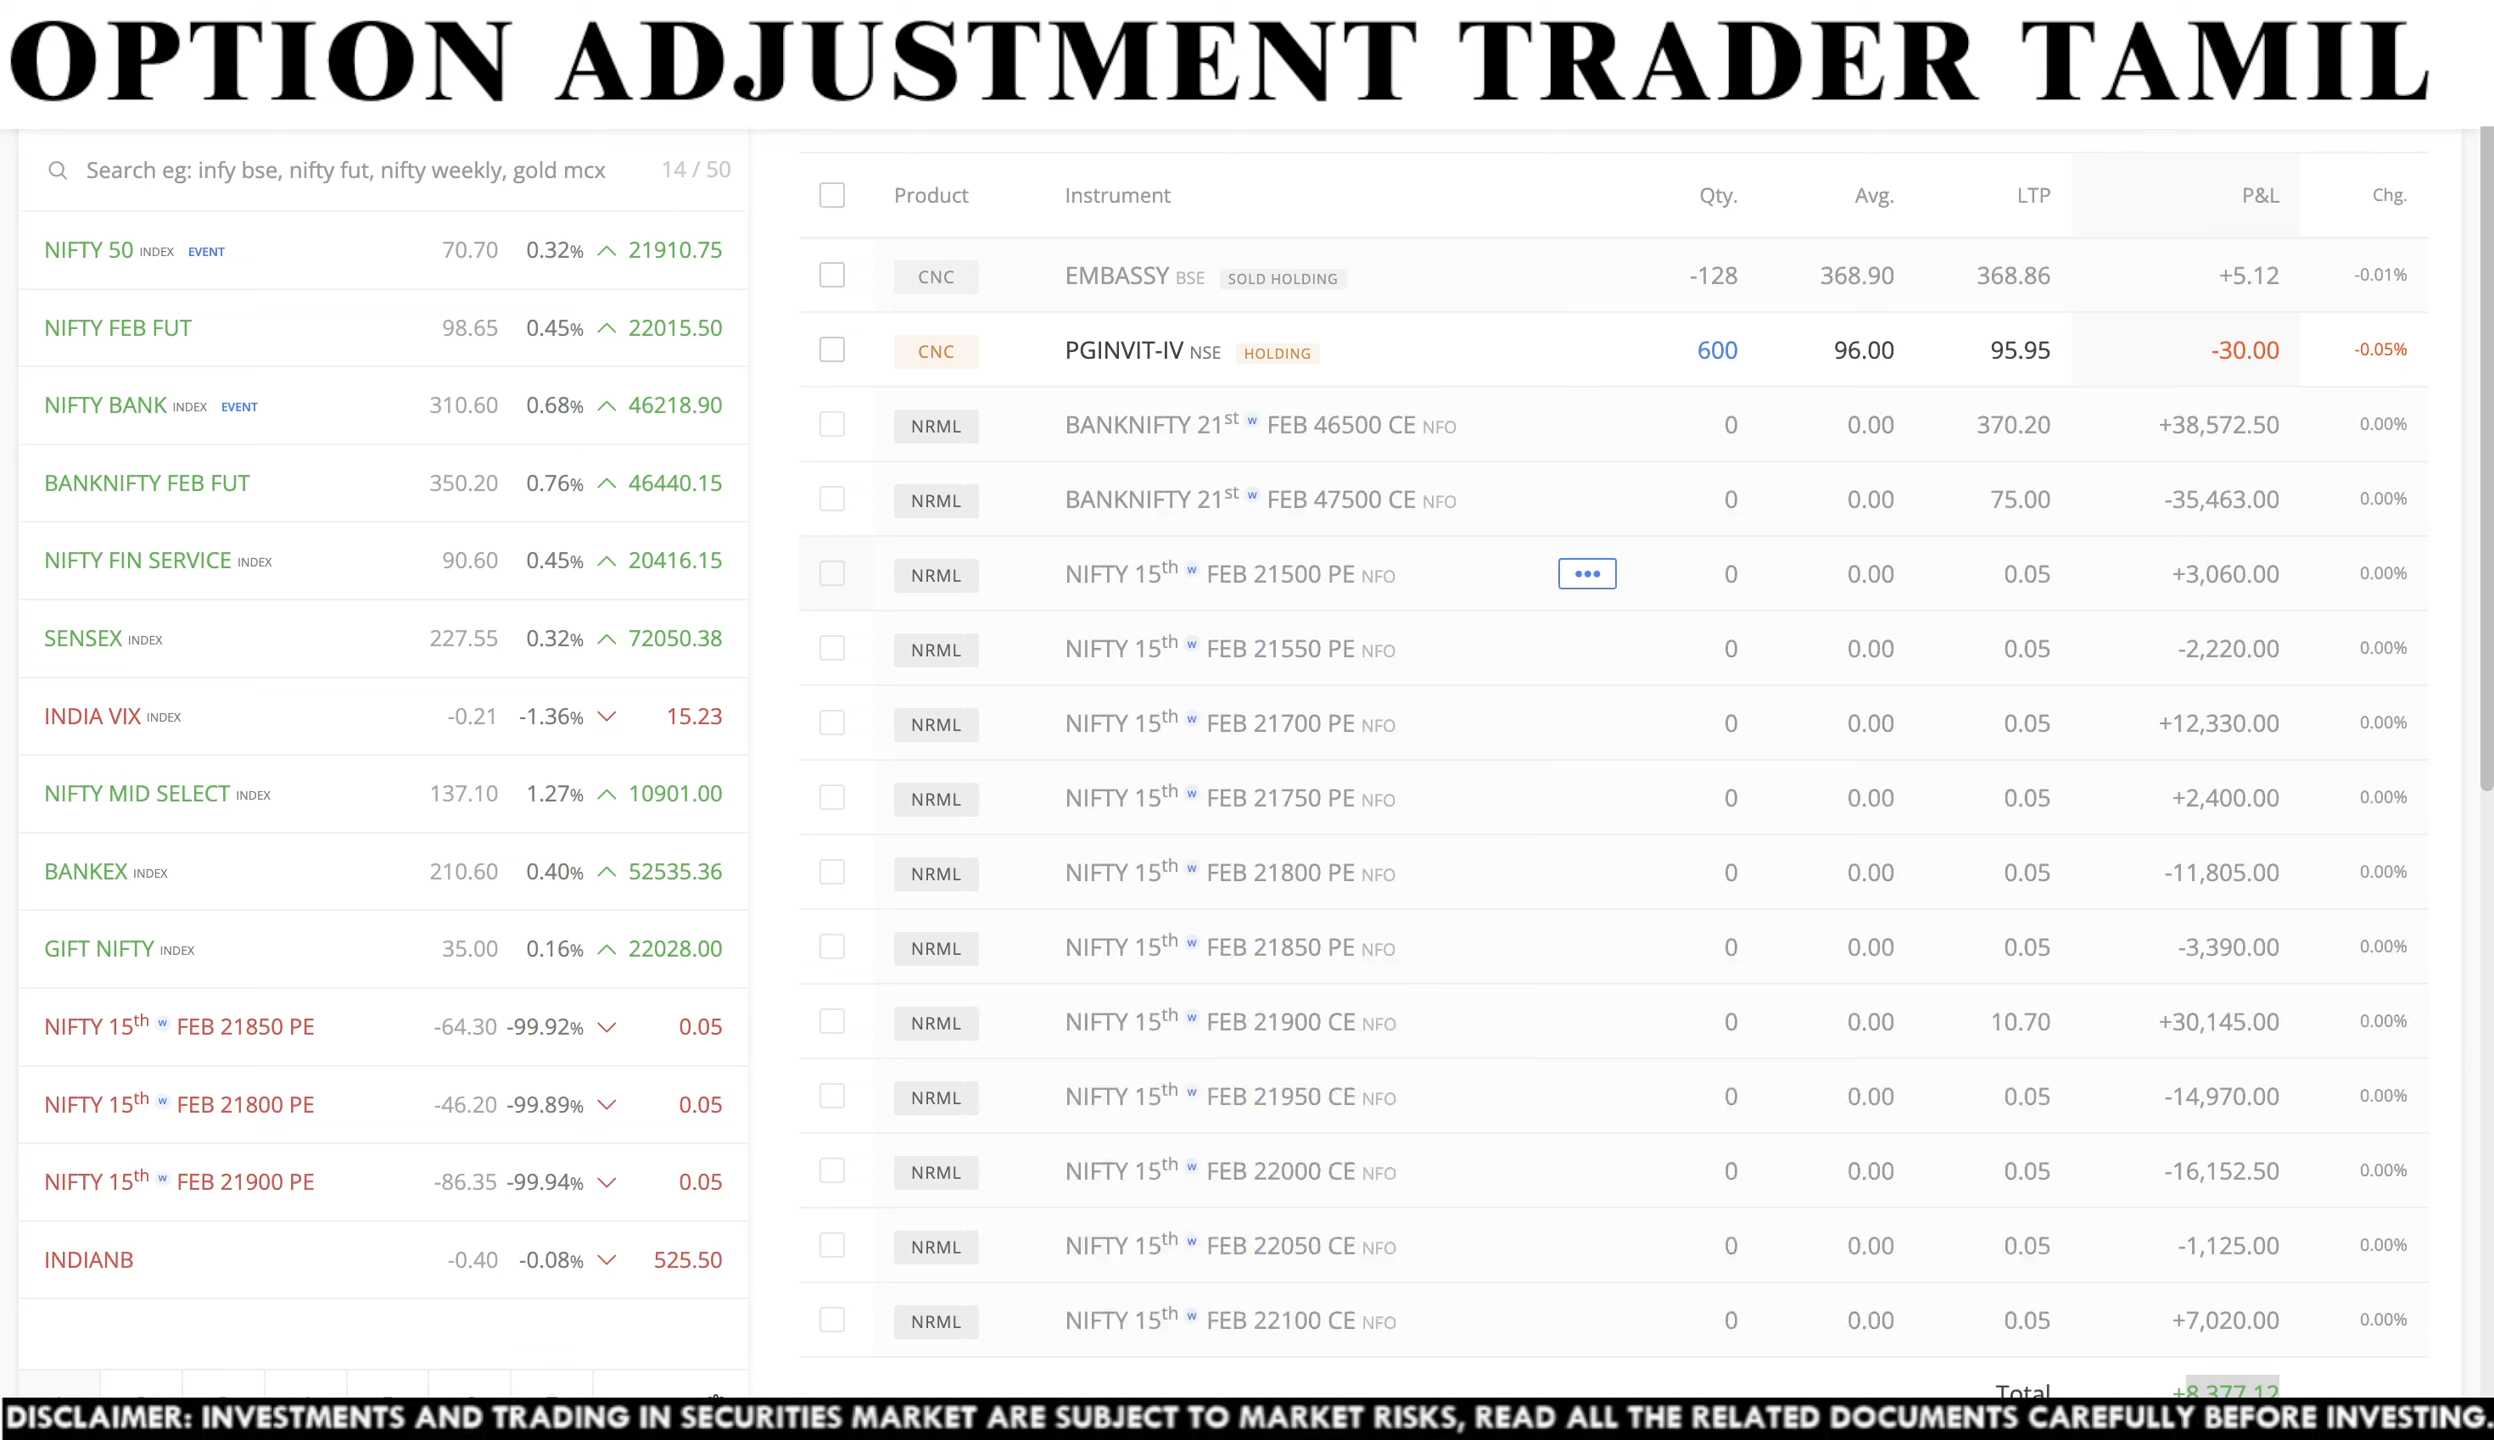 OPTION ADJUSTMENT TRADER TAMIL
Search eg: infy bse, nifty fut, nifty weekly, gold mcx 14 / 50
NIFTY 50 INDEX EVENT 70.70 0.32% 21910.75
NIFTY FEB FUT 98.65 0.45% 22015.50
NIFTY BANK INDEX EVENT 310.60 0.68% 46218.90
BANKNIFTY FEB FUT 350.20 0.76% 46440.15
NIFTY FIN SERVICE INDEX 90.60 0.45% 20416.15
SENSEX INDEX 227.55 0.32% 72050.38
INDIA VIX INDEX -0.21 -1.36% 15.23
NIFTY MID SELECT INDEX 137.10 1.27% 10901.00
BANKEX INDEX 210.60 0.40% 52535.36
GIFT NIFTY INDEX 35.00 0.16% 22028.00
NIFTY 15th w FEB 21850 PE -64.30 -99.92% 0.05
NIFTY 15th w FEB 21800 PE -46.20 -99.89% 0.05
NIFTY 15th w FEB 21900 PE -86.35 -99.94% 0.05
INDIANB -0.40 -0.08% 525.50
Product Instrument Qty. Avg. LTP P&L Chg.
CNC EMBASSY BSE SOLD HOLDING -128 368.90 368.86 +5.12 -0.01%
CNC PGINVIT-IV NSE HOLDING 600 96.00 95.95 -30.00 -0.05%
NRML BANKNIFTY 21st w FEB 46500 CE NFO 0 0.00 370.20 +38,572.50 0.00%
NRML BANKNIFTY 21st w FEB 47500 CE NFO 0 0.00 75.00 -35,463.00 0.00%
NRML NIFTY 15th w FEB 21500 PE NFO ••• 0 0.00 0.05 +3,060.00 0.00%
NRML NIFTY 15th w FEB 21550 PE NFO 0 0.00 0.05 -2,220.00 0.00%
NRML NIFTY 15th w FEB 21700 PE NFO 0 0.00 0.05 +12,330.00 0.00%
NRML NIFTY 15th w FEB 21750 PE NFO 0 0.00 0.05 +2,400.00 0.00%
NRML NIFTY 15th w FEB 21800 PE NFO 0 0.00 0.05 -11,805.00 0.00%
NRML NIFTY 15th w FEB 21850 PE NFO 0 0.00 0.05 -3,390.00 0.00%
NRML NIFTY 15th w FEB 21900 CE NFO 0 0.00 10.70 +30,145.00 0.00%
NRML NIFTY 15th w FEB 21950 CE NFO 0 0.00 0.05 -14,970.00 0.00%
NRML NIFTY 15th w FEB 22000 CE NFO 0 0.00 0.05 -16,152.50 0.00%
NRML NIFTY 15th w FEB 22050 CE NFO 0 0.00 0.05 -1,125.00 0.00%
NRML NIFTY 15th w FEB 22100 CE NFO 0 0.00 0.05 +7,020.00 0.00%
Total +8,377.12
DISCLAIMER: INVESTMENTS AND TRADING IN SECURITIES MARKET ARE SUBJECT TO MARKET RISKS, READ ALL THE RELATED DOCUMENTS CAREFULLY BEFORE INVESTING.